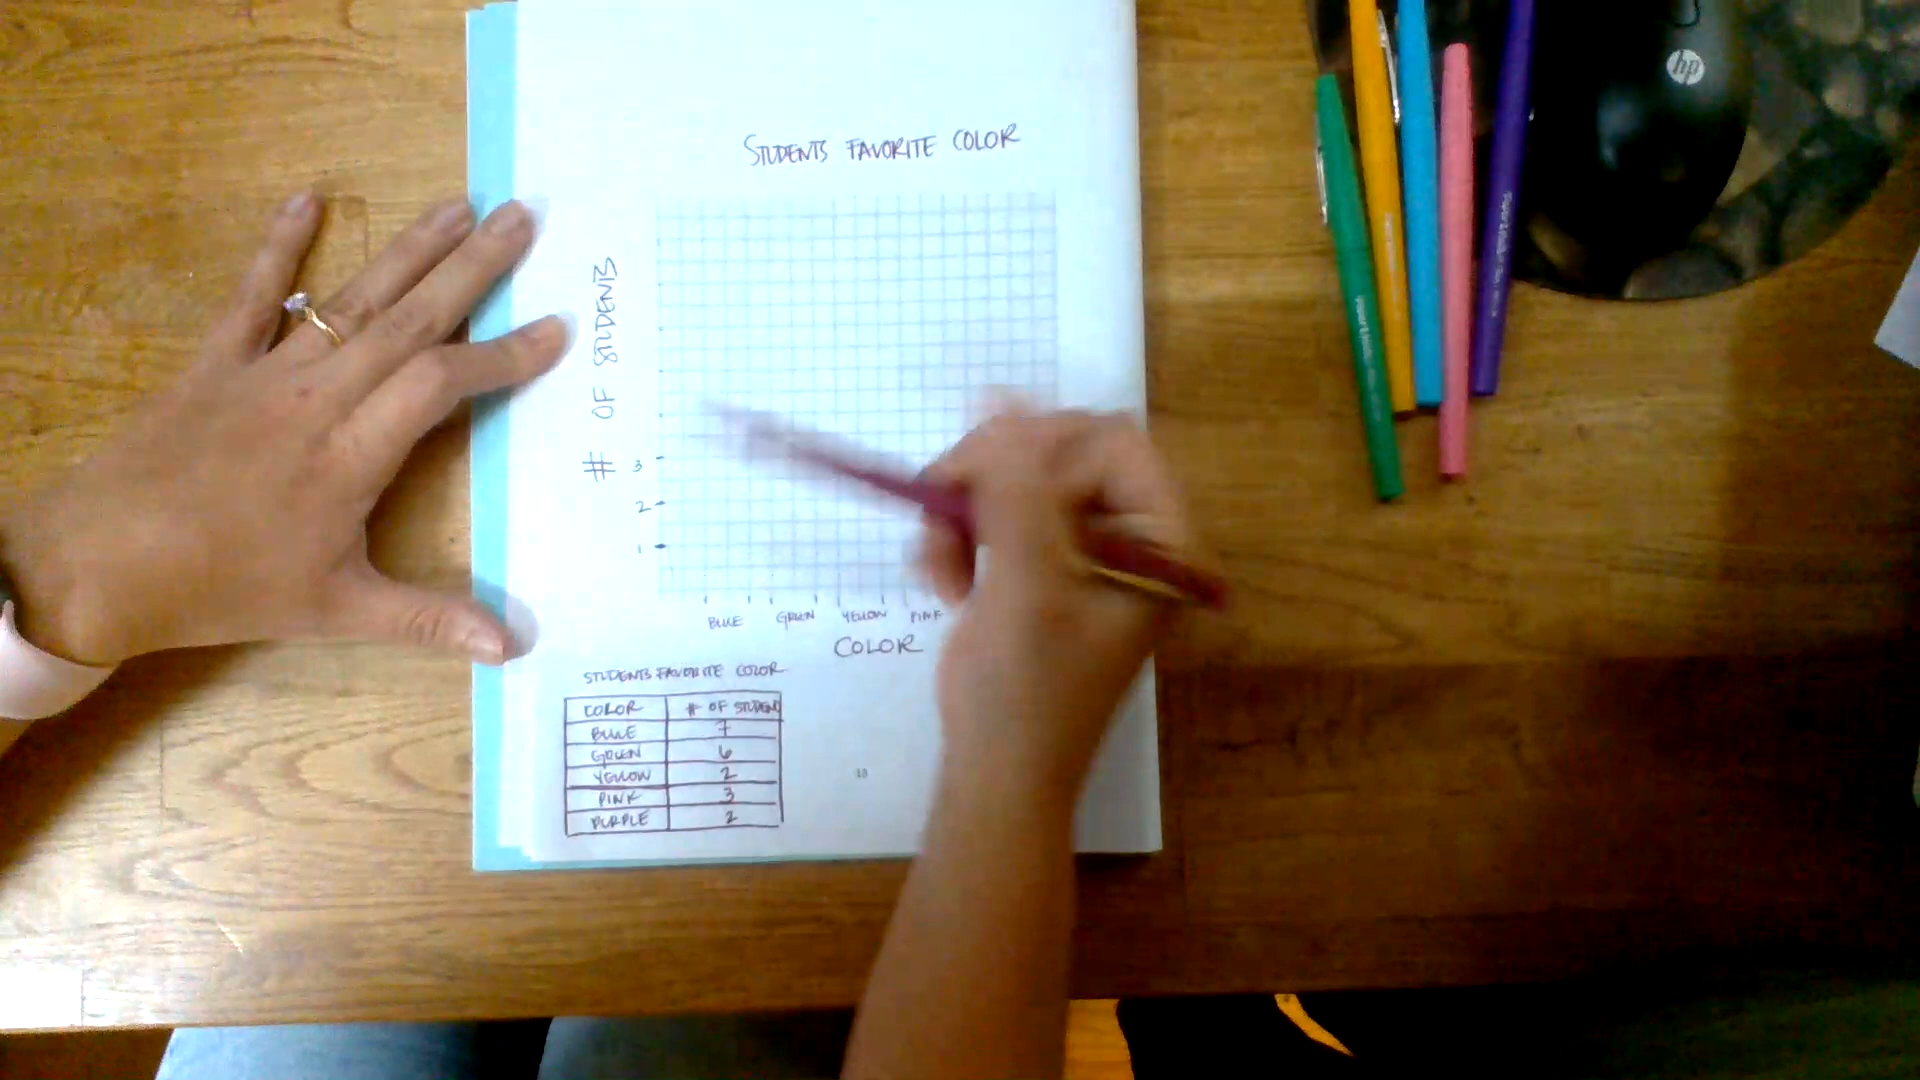 STUDENTS FAVORITE COLOR
# OF STUDENTS
3
2
1
BLUE GREEN YELLOW PINK
COLOR
STUDENTS FAVORITE COLOR
COLOR # OF STUDENT
BLUE 7
GREEN 6
YELLOW 2
PINK 3
PURPLE 2
hp